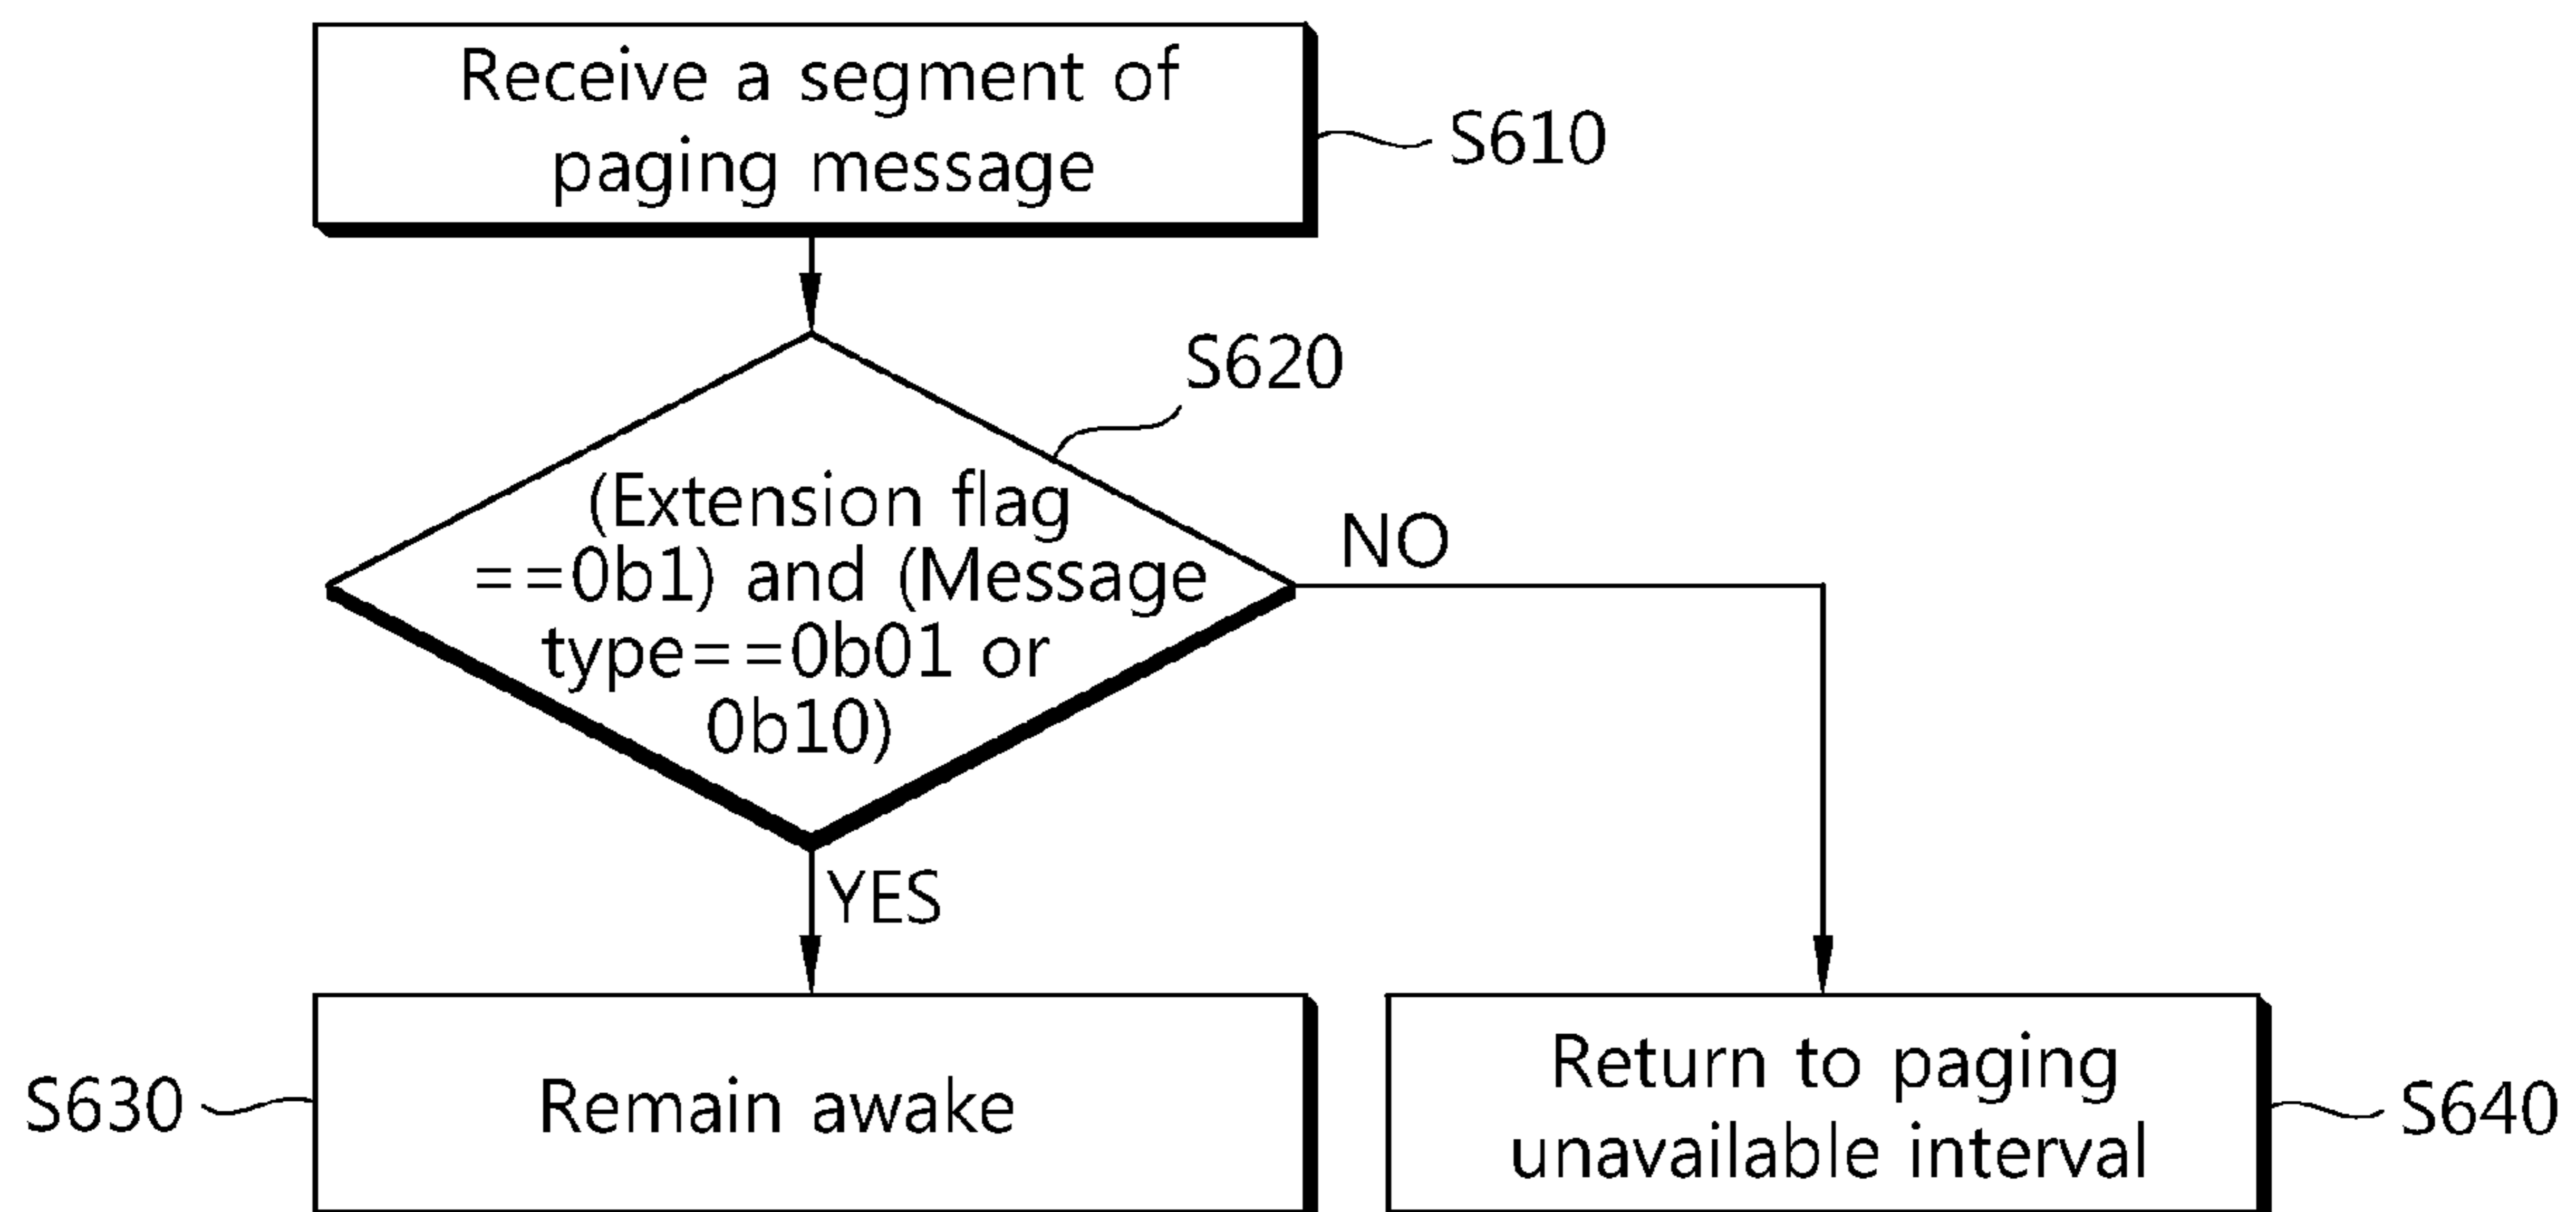 Receive a segment of
paging message
S610
S620
(Extension flag
==0b1) and (Message
type==0b01 or
0b10)
NO
YES
S630
Remain awake
Return to paging
unavailable interval
S640